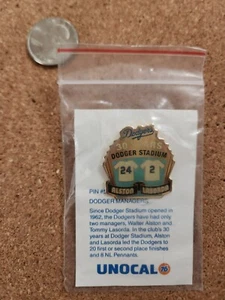 Dodgers
DODGER STADIUM
24 2
ALSTON LASORDA
PIN #
DODGER MANAGERS
Since Dodger Stadium opened in
1962, the Dodgers have had only
two managers, Walter Alston and
Tommy Lasorda. In the club's 30
years at Dodger Stadium, Alston
and Lasorda led the Dodgers to
20 first or second place finishes
and 8 NL Pennants.
UNOCAL 76